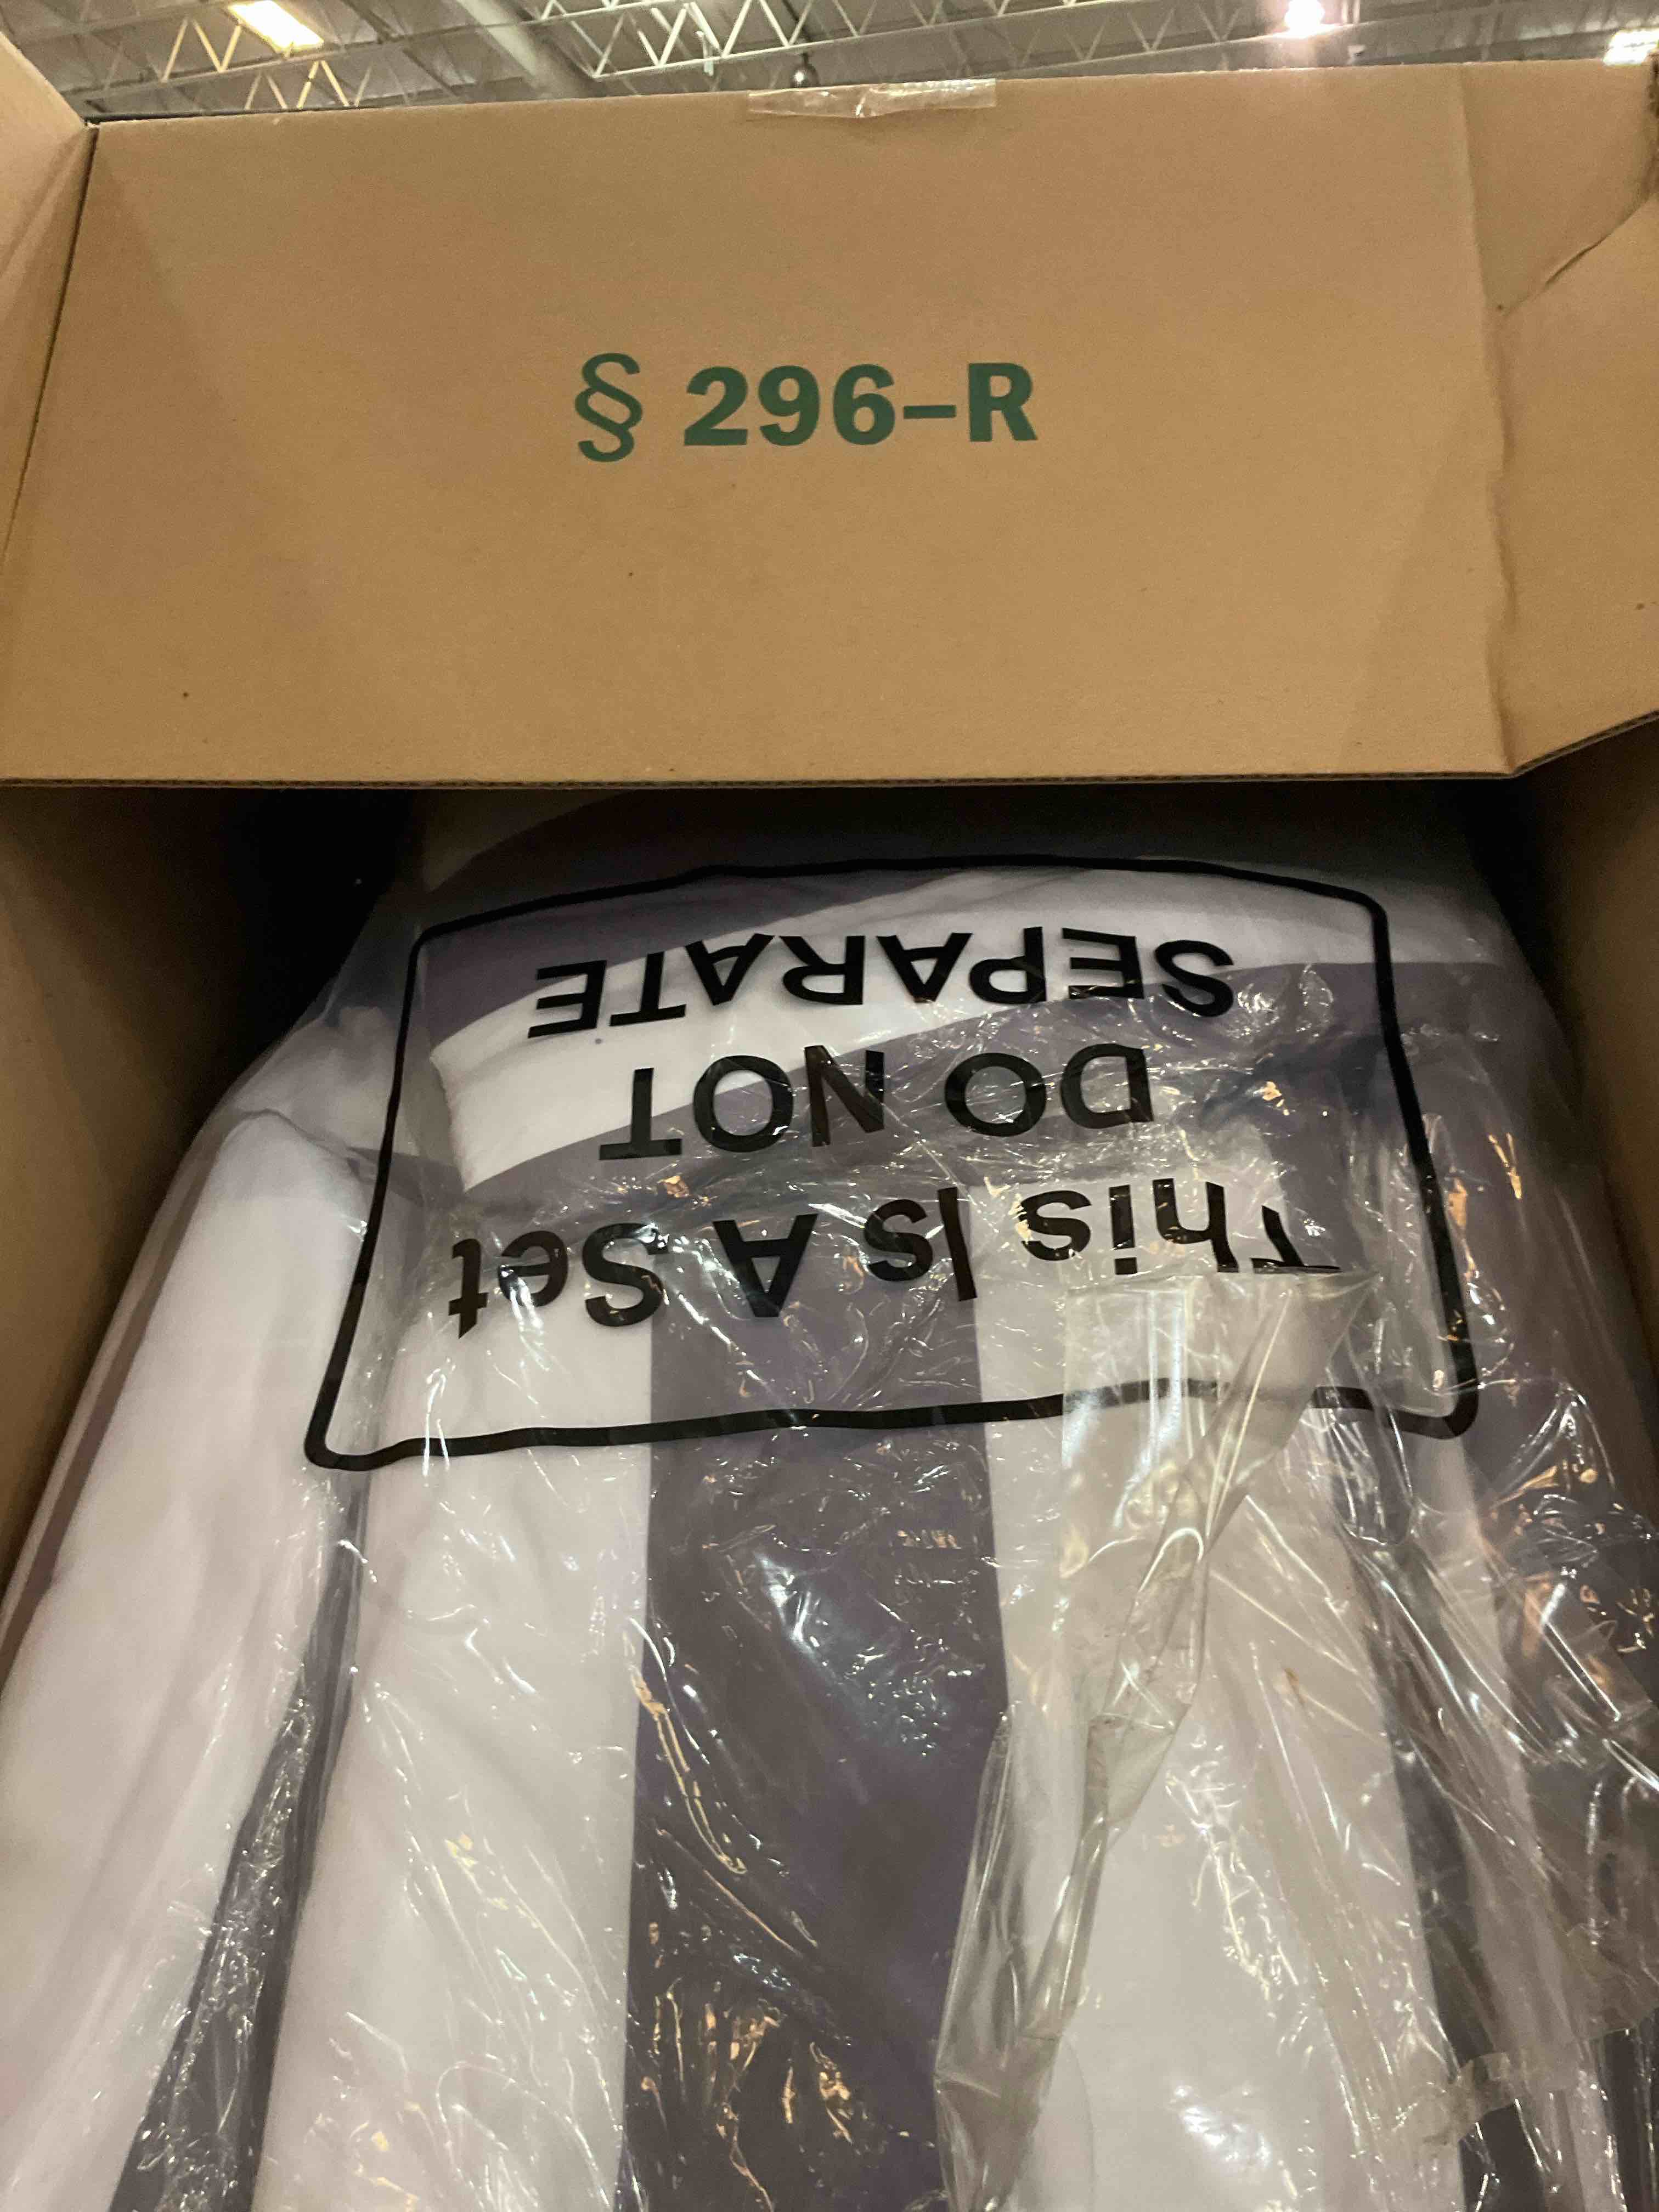 § 296–R
This Is A Set
DO NOT
SEPARATE